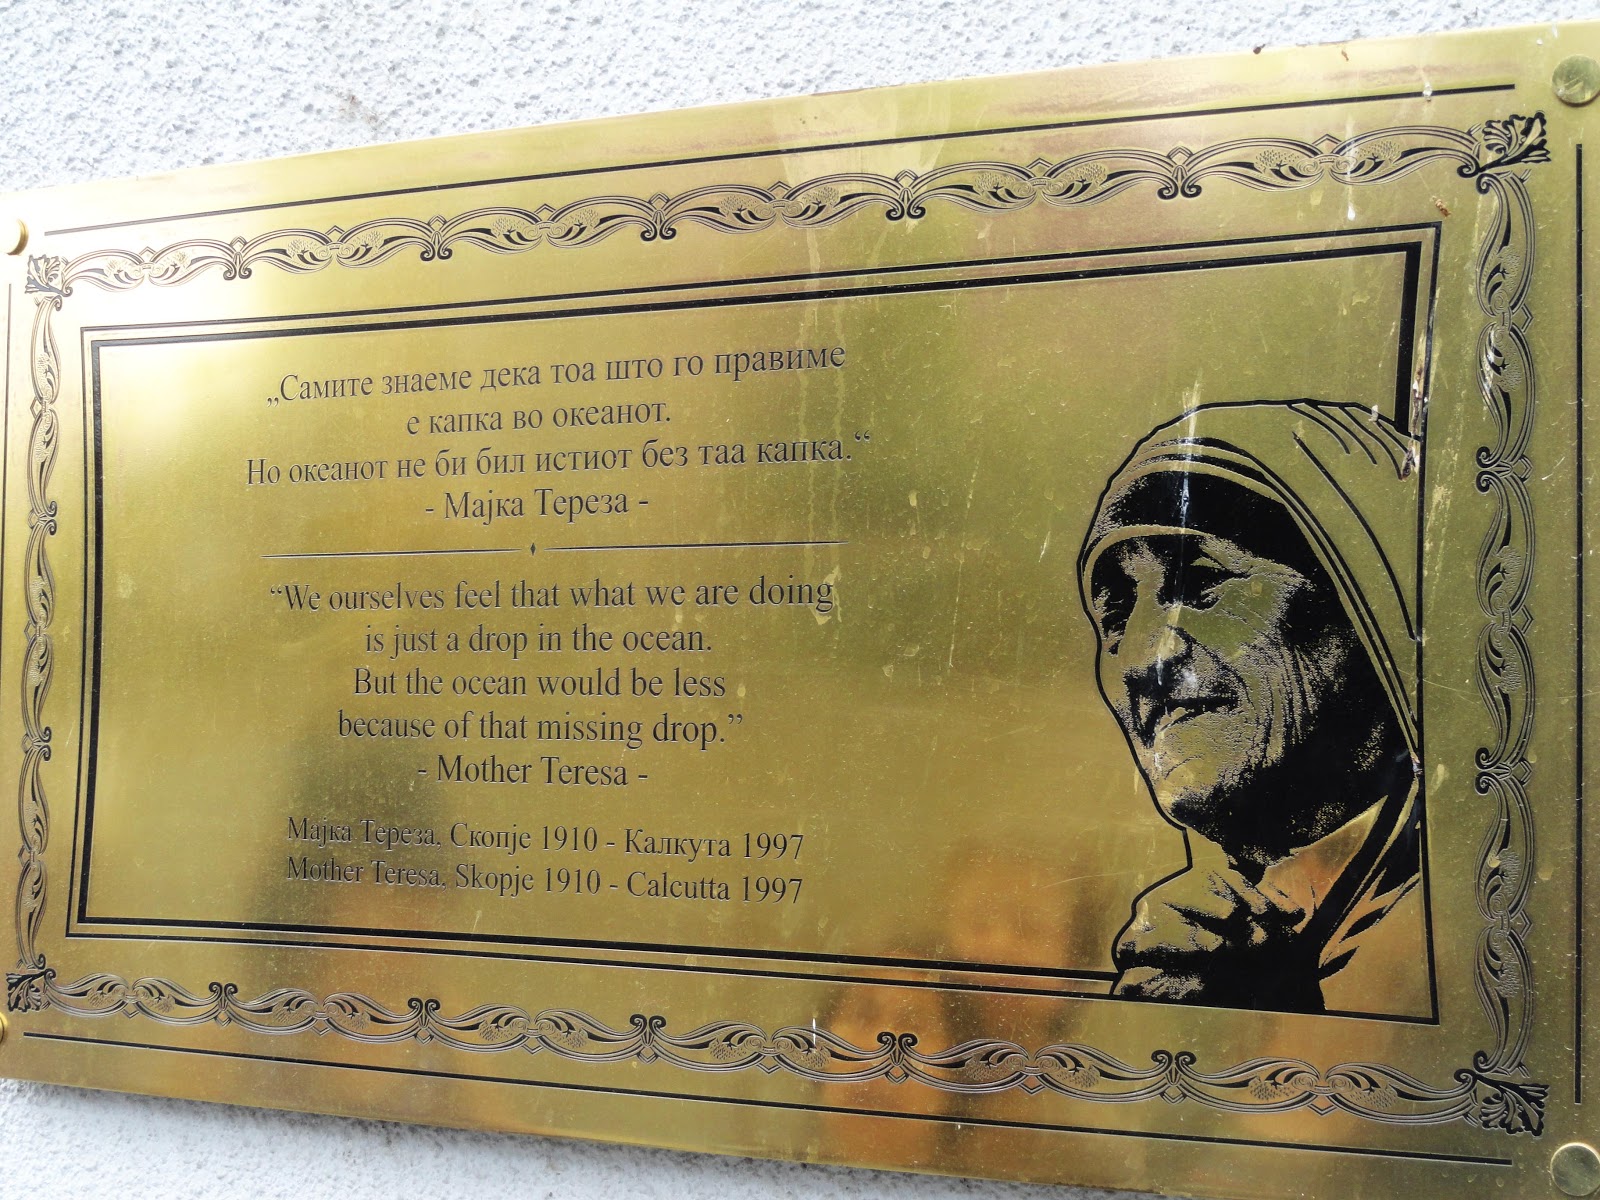 „Самите знаеме дека тоа што го правиме
е капка во океанот.
Но океанот не би бил истиот без таа капка.“
- Мајка Тереза -
“We ourselves feel that what we are doing
is just a drop in the ocean.
But the ocean would be less
because of that missing drop.”
- Mother Teresa -
Мајка Тереза, Скопје 1910 - Калкута 1997
Mother Teresa, Skopje 1910 - Calcutta 1997